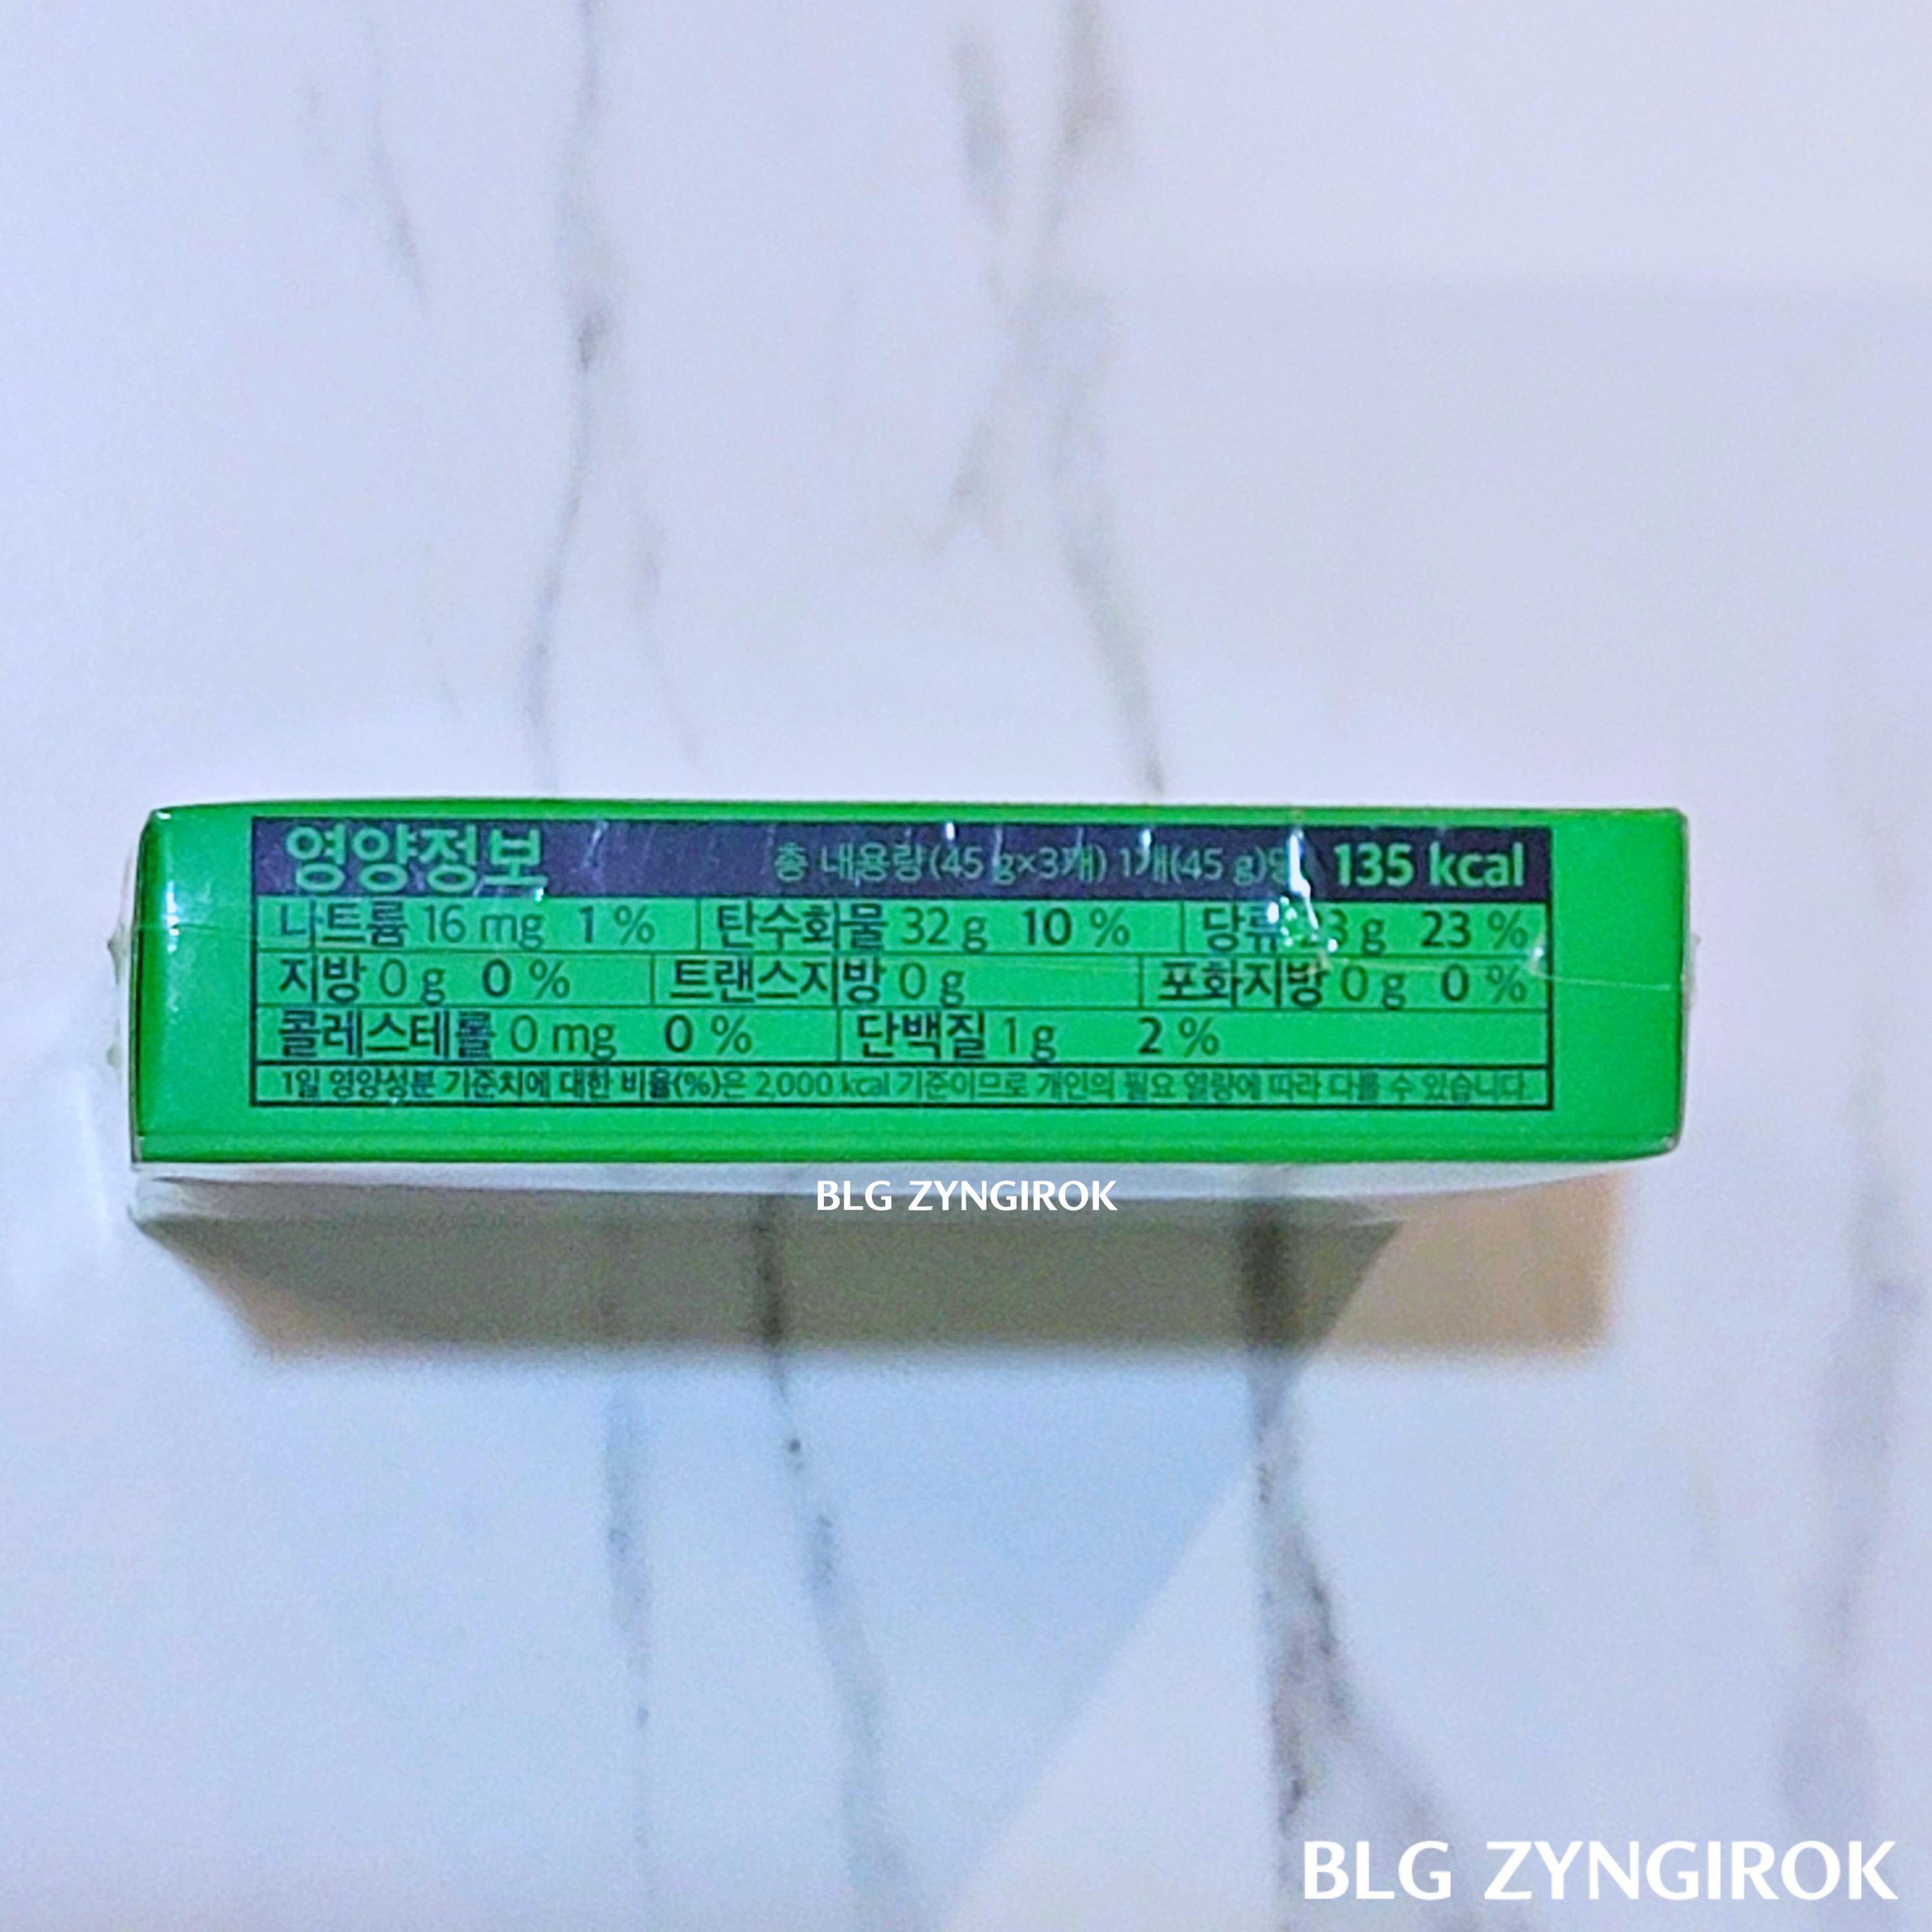 영양정보 총 내용량(45 g×3개) 1개(45 g)당 135 kcal
나트륨 16 mg 1 % 탄수화물 32 g 10 % 당류 23 g 23 %
지방 0 g 0 % 트랜스지방 0 g 포화지방 0 g 0 %
콜레스테롤 0 mg 0 % 단백질 1 g 2 %
1일 영양성분 기준치에 대한 비율(%)은 2,000 kcal 기준이므로 개인의 필요 열량에 따라 다를 수 있습니다.
BLG ZYNGIROK
BLG ZYNGIROK